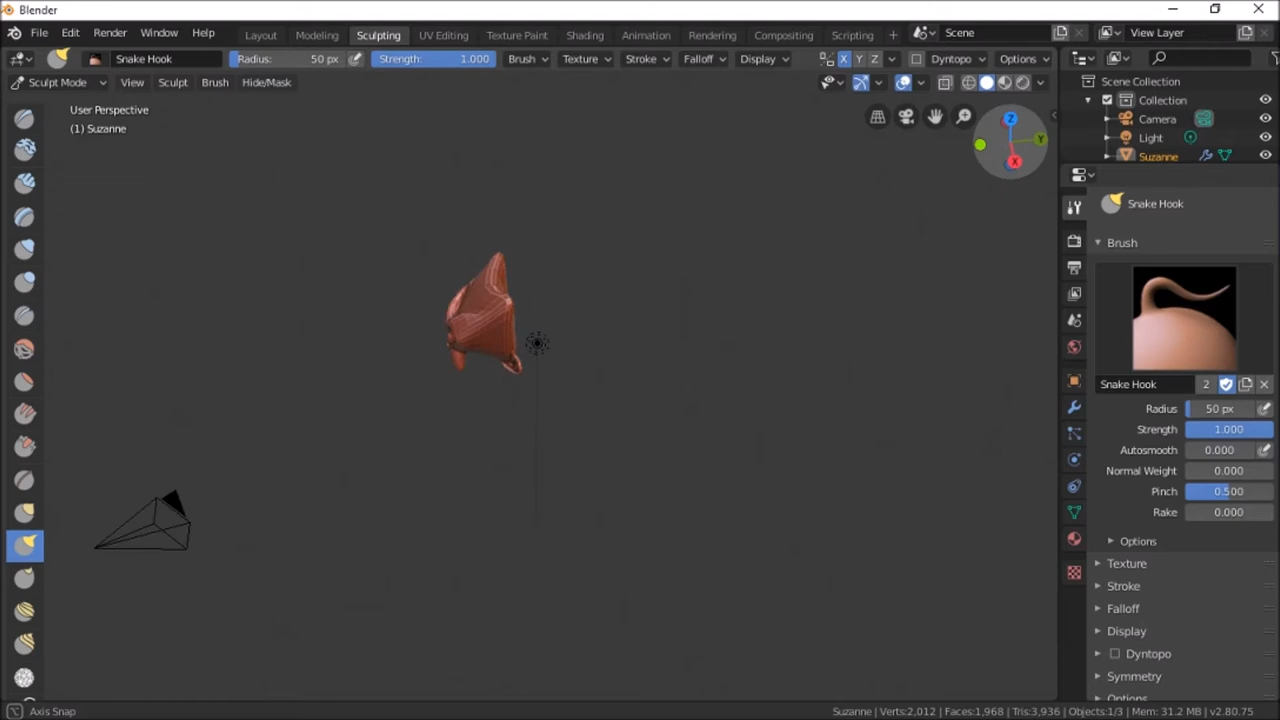 Blender
File Edit Render Window Help Layout Modeling Sculpting UV Editing Texture Paint Shading Animation Rendering Compositing Scripting + Scene View Layer
Snake Hook Radius: 50 px Strength: 1.000 Brush Texture Stroke Falloff Display X Y Z Dyntopo Options
Sculpt Mode View Sculpt Brush Hide/Mask
Scene Collection
Collection
Camera
Light
Suzanne
User Perspective
(1) Suzanne
Z
Y
X
Snake Hook
Brush
Snake Hook 2
Radius 50 px
Strength 1.000
Autosmooth 0.000
Normal Weight 0.000
Pinch 0.500
Rake 0.000
Options
Texture
Stroke
Falloff
Display
Dyntopo
Symmetry
Options
Axis Snap
Suzanne | Verts:2,012 | Faces:1,968 | Tris:3,936 | Objects:1/3 | Mem: 31.2 MB | v2.80.75